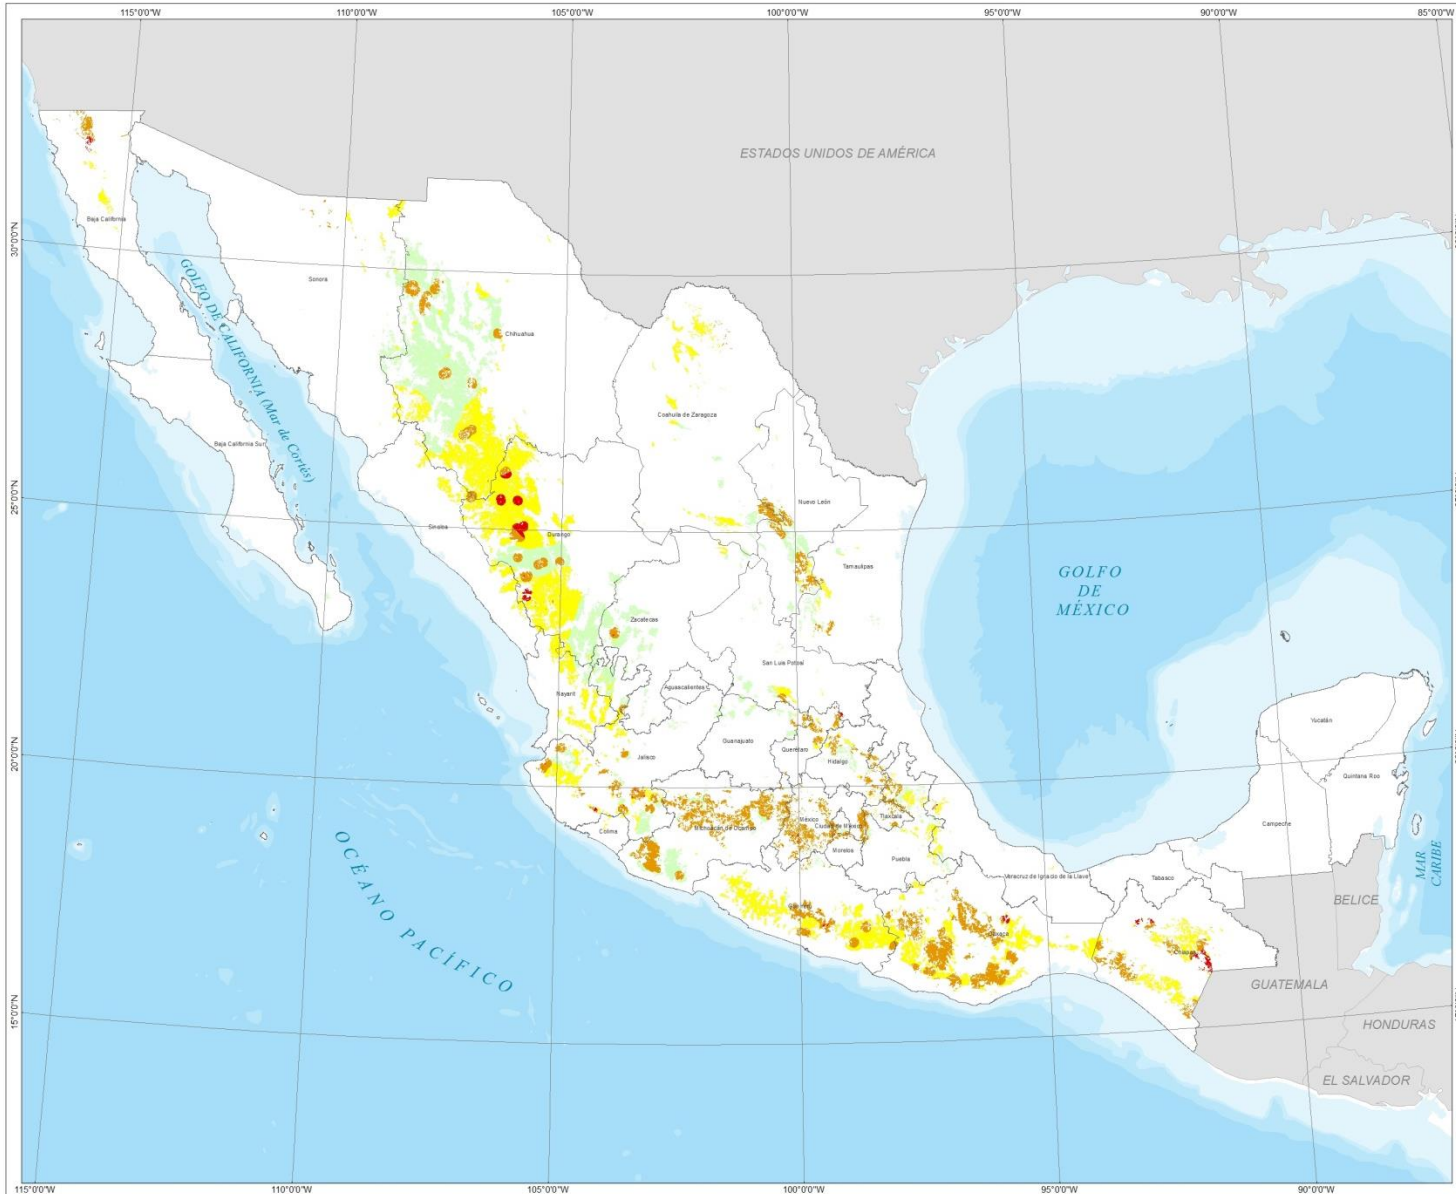 115°0'0"W 110°0'0"W 105°0'0"W 100°0'0"W 95°0'0"W 90°0'0"W 85°0'0"W
ESTADOS UNIDOS DE AMÉRICA
Baja California
30°0'0"N
Sonora
GOLFO DE CALIFORNIA (Mar de Cortés)
Chihuahua
Coahuila de Zaragoza
Baja California Sur
25°0'0"N
Nuevo León
Sinaloa
Durango
Tamaulipas
GOLFO
DE
MÉXICO
Zacatecas
San Luis Potosí
Nayarit
Aguascalientes
Yucatán
Guanajuato
Querétaro
20°0'0"N
Jalisco
Hidalgo
Quintana Roo
Colima
Michoacán de Ocampo
México
Ciudad de México
Tlaxcala
Campeche
Morelos
Puebla
MAR
CARIBE
Veracruz de Ignacio de la Llave
Tabasco
BELICE
Guerrero
Oaxaca
Chiapas
OCÉANO PACÍFICO
GUATEMALA
15°0'0"N
HONDURAS
EL SALVADOR
115°0'0"W 110°0'0"W 105°0'0"W 100°0'0"W 95°0'0"W 90°0'0"W